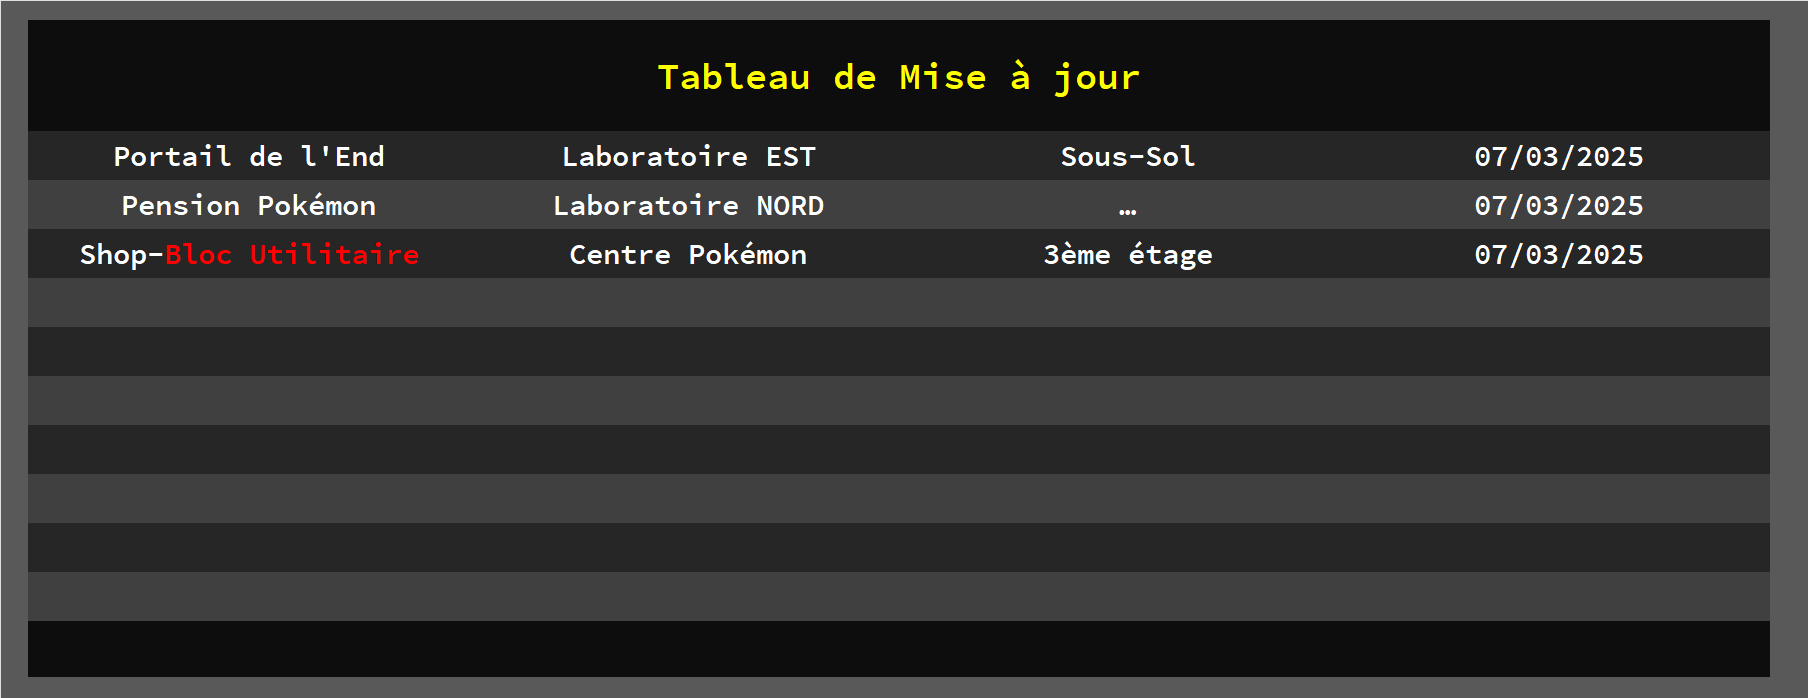 Tableau de Mise à jour
Portail de l'End Laboratoire EST Sous-Sol 07/03/2025
Pension Pokémon Laboratoire NORD … 07/03/2025
Shop-Bloc Utilitaire Centre Pokémon 3ème étage 07/03/2025